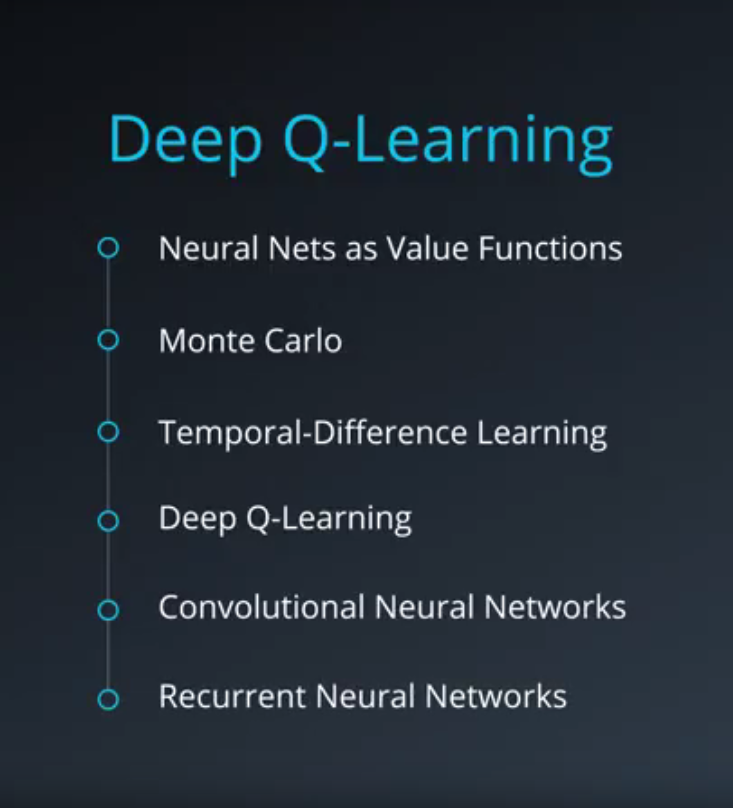 Deep Q-Learning
Neural Nets as Value Functions
Monte Carlo
Temporal-Difference Learning
Deep Q-Learning
Convolutional Neural Networks
Recurrent Neural Networks